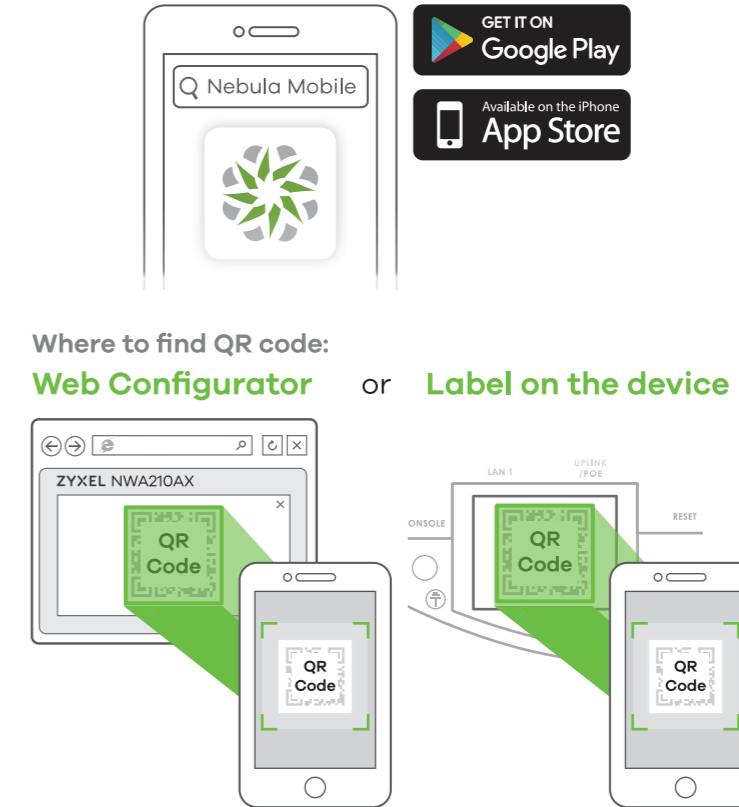 GET IT ON
Google Play
Nebula Mobile
Available on the iPhone
App Store
Where to find QR code:
Web Configurator or Label on the device
ZYXEL NWA210AX
QR
Code
QR
Code
LAN 1
UPLINK
/POE
ONSOLE
RESET
QR
Code
QR
Code